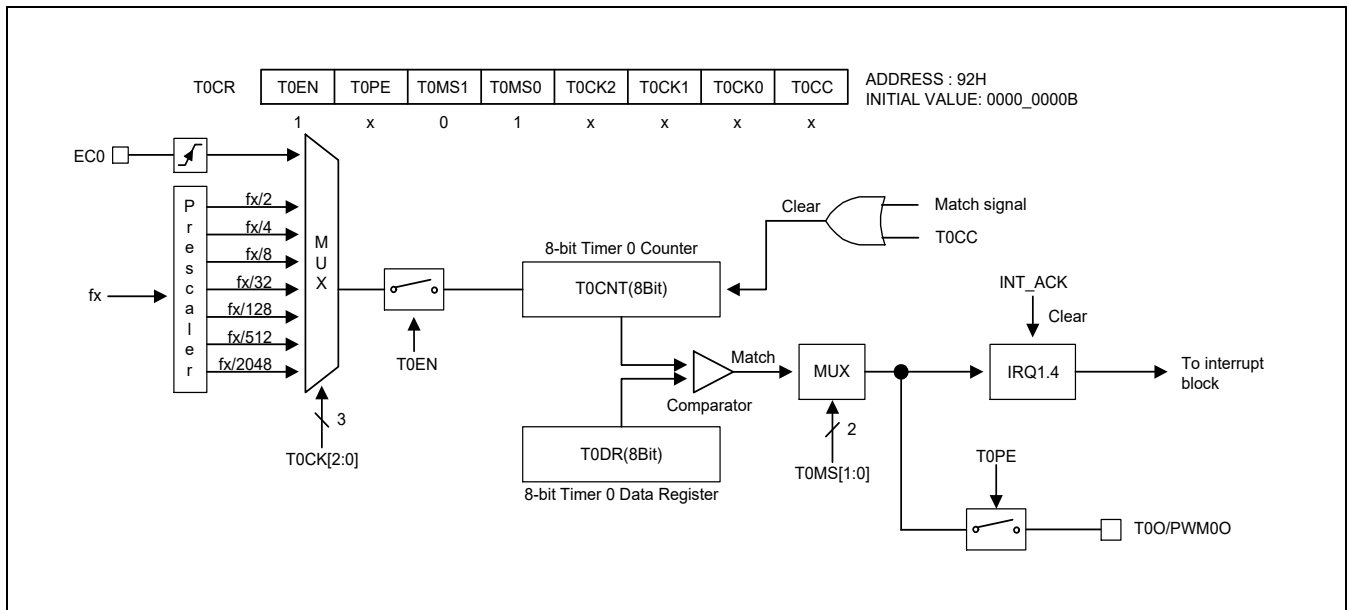 T0CR T0EN T0PE T0MS1 T0MS0 T0CK2 T0CK1 T0CK0 T0CC
ADDRESS : 92H
INITIAL VALUE: 0000_0000B
1 x 0 1 x x x x
EC0
fx
Prescaler
fx/2
fx/4
fx/8
fx/32
fx/128
fx/512
fx/2048
MUX
3
T0CK[2:0]
T0EN
8-bit Timer 0 Counter
T0CNT(8Bit)
Clear
Match signal
T0CC
Match
Comparator
T0DR(8Bit)
8-bit Timer 0 Data Register
MUX
2
T0MS[1:0]
INT_ACK
Clear
IRQ1.4
To interrupt
block
T0PE
T0O/PWM0O